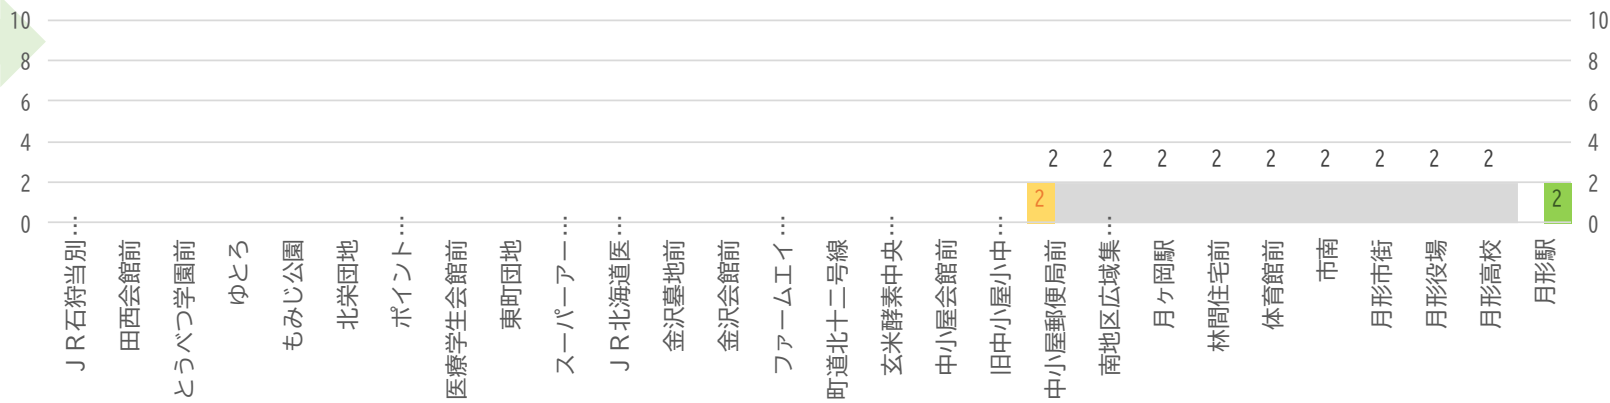 10
8
6
4
2
0
10
8
6
4
2
0
2 2 2 2 2 2 2 2 2
2
2
ＪＲ石狩当別…
田西会館前
とうべつ学園前
ゆとろ
もみじ公園
北栄団地
ポイント…
医療学生会館前
東町団地
スーパーアー…
ＪＲ北海道医…
金沢墓地前
金沢会館前
ファームエイ…
町道北十二号線
玄米酵素中央…
中小屋会館前
旧中小屋小中…
中小屋郵便局前
南地区広域集…
月ヶ岡駅
林間住宅前
体育館前
市南
月形市街
月形役場
月形高校
月形駅